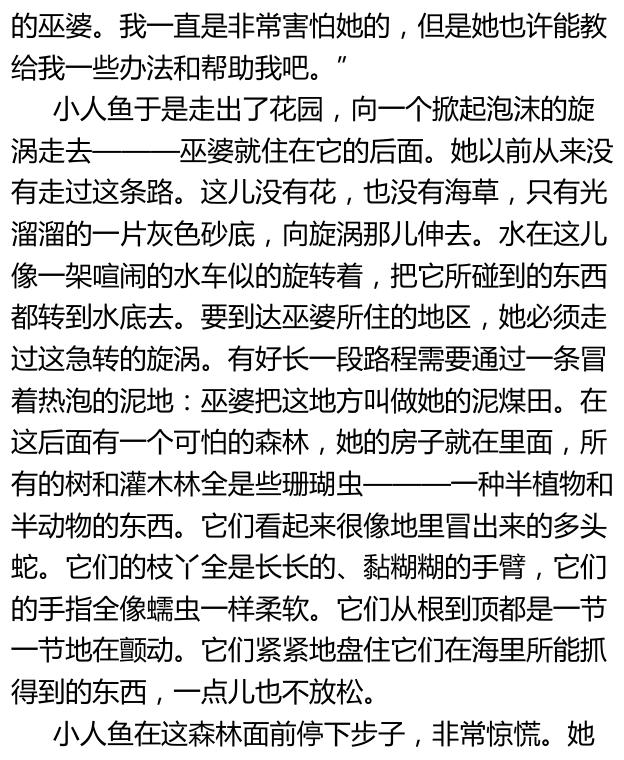 的巫婆。我一直是非常害怕她的，但是她也许能教
给我一些办法和帮助我吧。”
小人鱼于是走出了花园，向一个掀起泡沫的旋
涡走去————巫婆就住在它的后面。她以前从来没
有走过这条路。这儿没有花，也没有海草，只有光
溜溜的一片灰色砂底，向旋涡那儿伸去。水在这儿
像一架喧闹的水车似的旋转着，把它所碰到的东西
都转到水底去。要到达巫婆所住的地区，她必须走
过这急转的旋涡。有好长一段路程需要通过一条冒
着热泡的泥地：巫婆把这地方叫做她的泥煤田。在
这后面有一个可怕的森林，她的房子就在里面，所
有的树和灌木林全是些珊瑚虫————一种半植物和
半动物的东西。它们看起来很像地里冒出来的多头
蛇。它们的枝丫全是长长的、黏糊糊的手臂，它们
的手指全像蠕虫一样柔软。它们从根到顶都是一节
一节地在颤动。它们紧紧地盘住它们在海里所能抓
得到的东西，一点儿也不放松。
小人鱼在这森林面前停下步子，非常惊慌。她